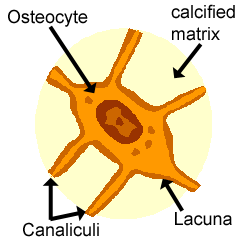 Osteocyte
calcified
matrix
Canaliculi
Lacuna